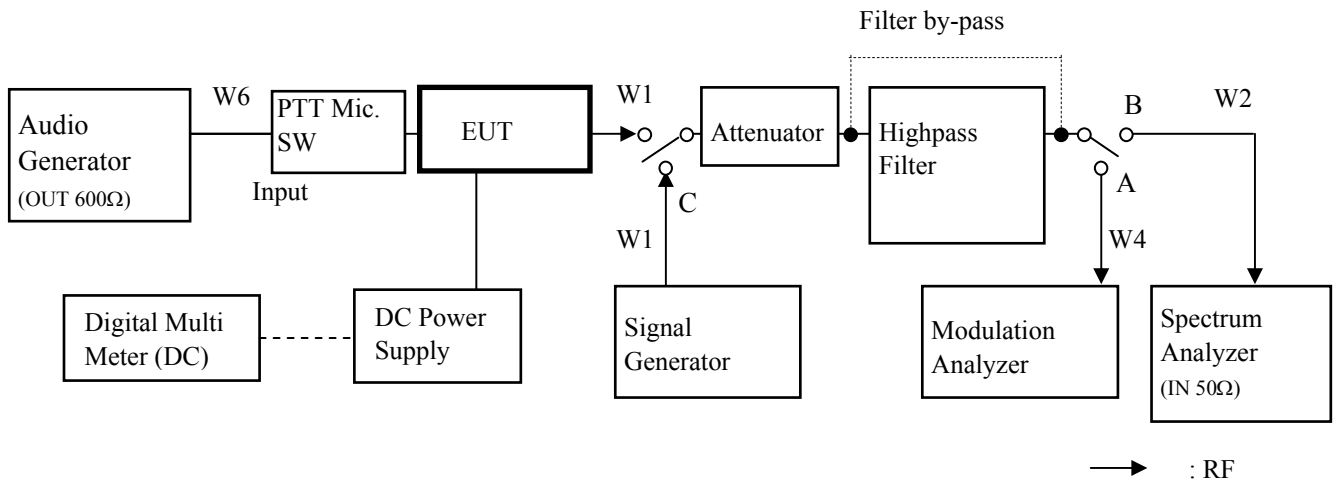 Filter by-pass
W6
W1
W2
Audio
Generator
(OUT 600Ω)
PTT Mic.
SW
Input
EUT
Attenuator
Highpass
Filter
B
A
C
W1
W4
Digital Multi
Meter (DC)
DC Power
Supply
Signal
Generator
Modulation
Analyzer
Spectrum
Analyzer
(IN 50Ω)
: RF